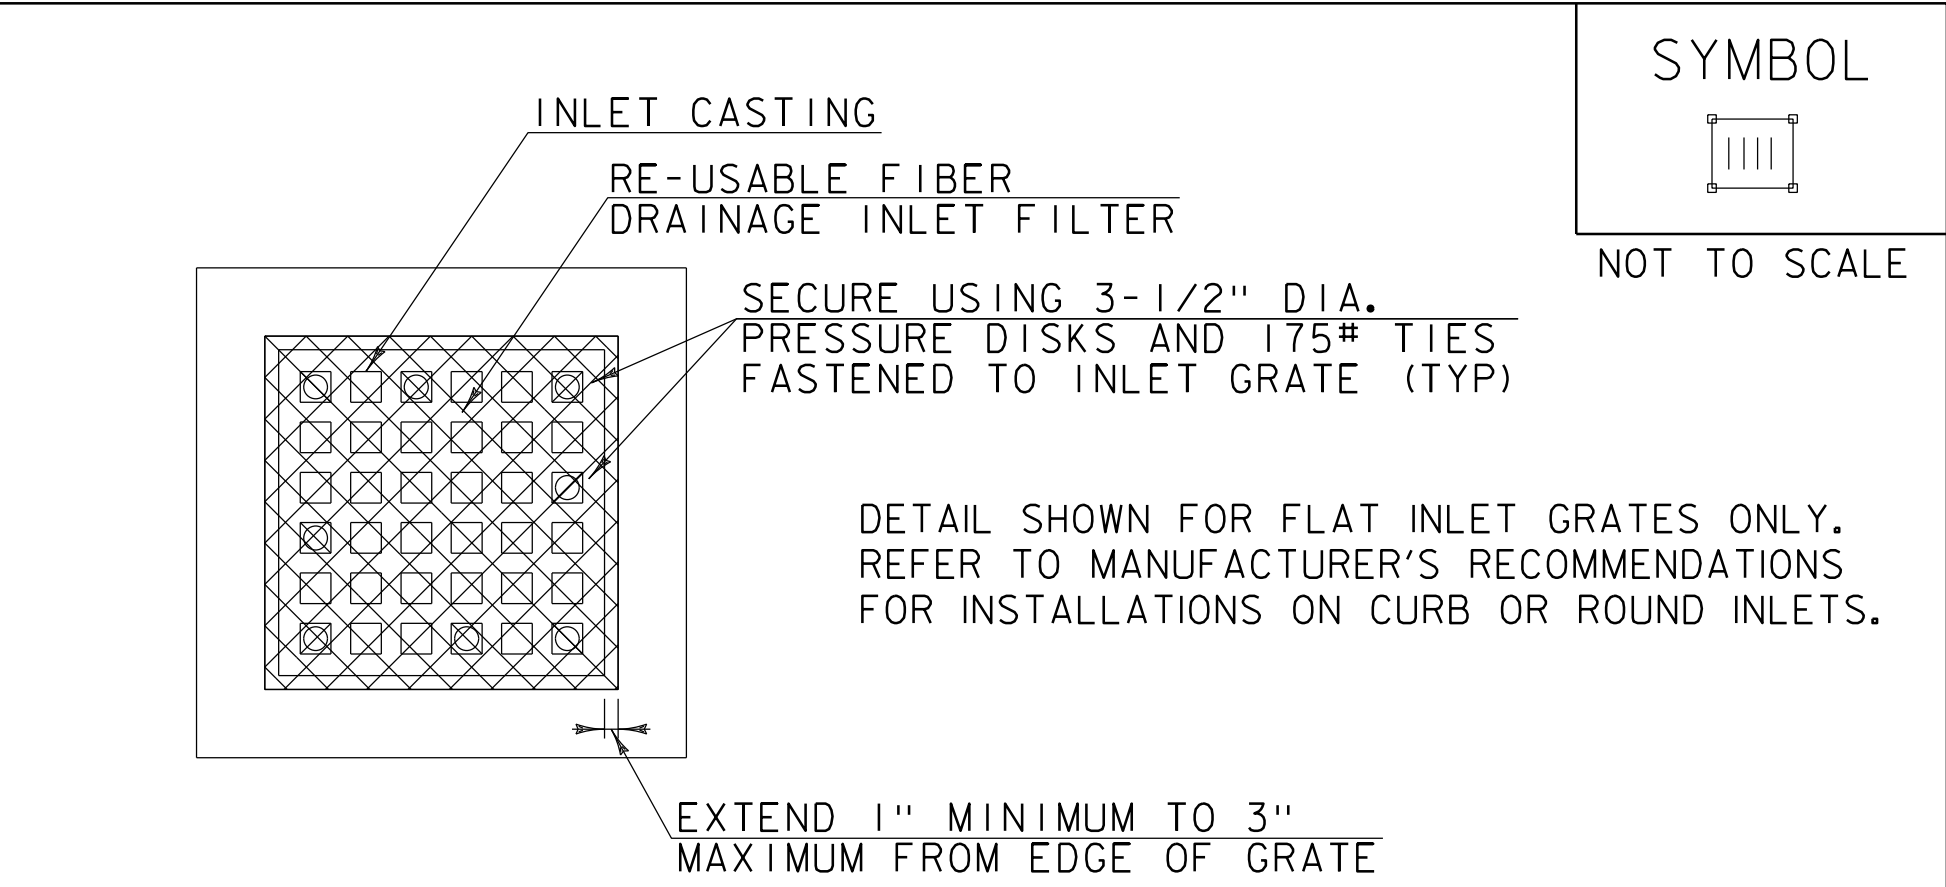 SYMBOL
NOT TO SCALE
INLET CASTING
RE-USABLE FIBER
DRAINAGE INLET FILTER
SECURE USING 3-1/2" DIA.
PRESSURE DISKS AND 175# TIES
FASTENED TO INLET GRATE (TYP)
DETAIL SHOWN FOR FLAT INLET GRATES ONLY.
REFER TO MANUFACTURER'S RECOMMENDATIONS
FOR INSTALLATIONS ON CURB OR ROUND INLETS.
EXTEND 1" MINIMUM TO 3"
MAXIMUM FROM EDGE OF GRATE